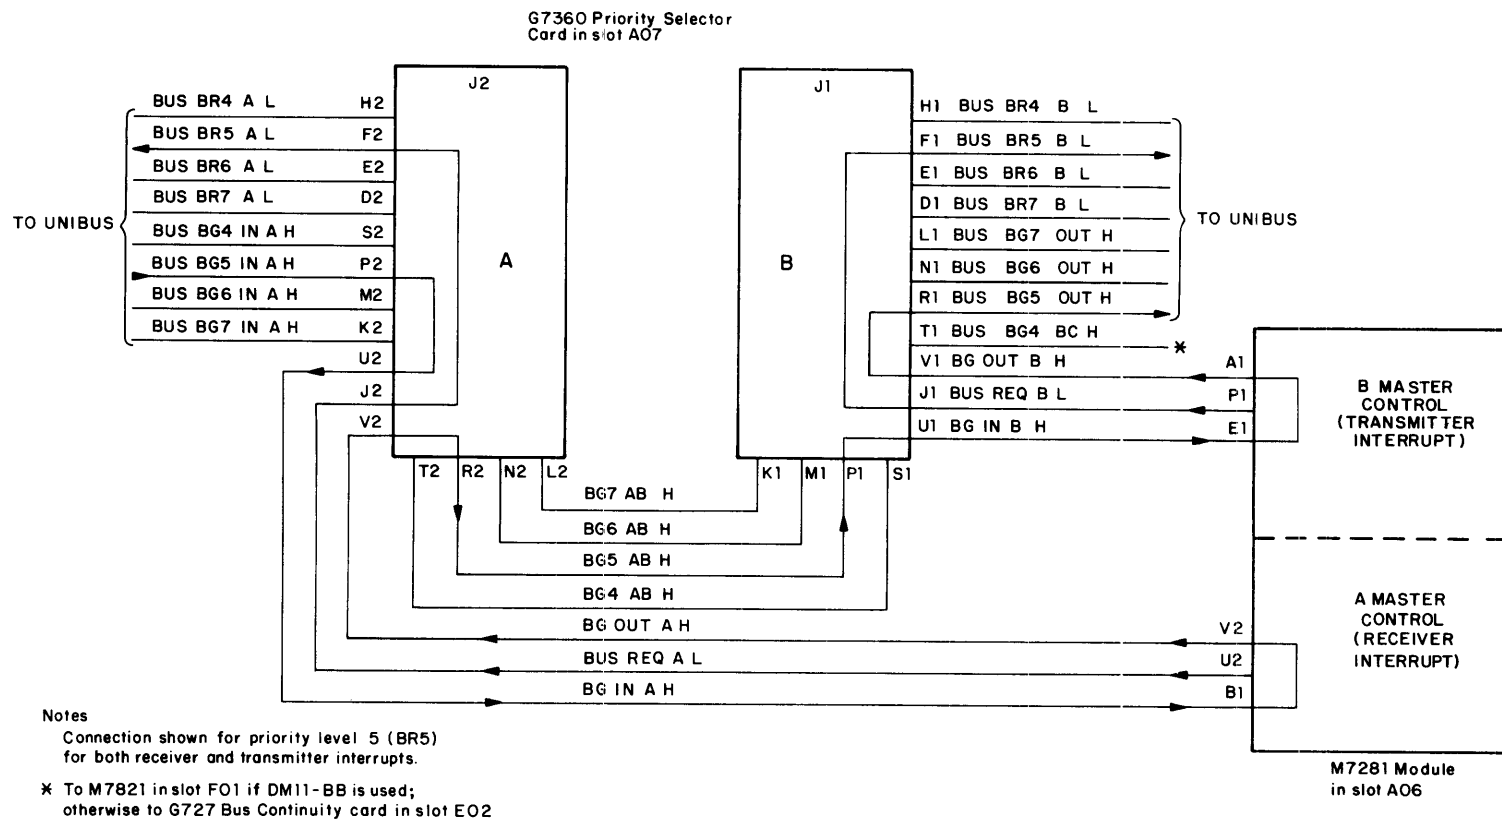 G7360 Priority Selector
Card in slot A07
J2
BUS BR4 A L H2
BUS BR5 A L F2
BUS BR6 A L E2
BUS BR7 A L D2
TO UNIBUS
BUS BG4 IN A H S2
BUS BG5 IN A H P2
BUS BG6 IN A H M2
BUS BG7 IN A H K2
U2
J2
V2
A
T2 R2 N2 L2
J1
B
H1 BUS BR4 B L
F1 BUS BR5 B L
E1 BUS BR6 B L
D1 BUS BR7 B L
TO UNIBUS
L1 BUS BG7 OUT H
N1 BUS BG6 OUT H
R1 BUS BG5 OUT H
T1 BUS BG4 BC H
*
V1 BG OUT B H
J1 BUS REQ B L
U1 BG IN B H
K1 M1 P1 S1
A1
P1
E1
B MASTER
CONTROL
(TRANSMITTER
INTERRUPT)
BG7 AB H
BG6 AB H
BG5 AB H
BG4 AB H
BG OUT A H
BUS REQ A L
BG IN A H
V2
U2
B1
A MASTER
CONTROL
(RECEIVER
INTERRUPT)
M7281 Module
in slot A06
Notes
Connection shown for priority level 5 (BR5)
for both receiver and transmitter interrupts.
* To M7821 in slot F01 if DM11-BB is used;
otherwise to G727 Bus Continuity card in slot E02